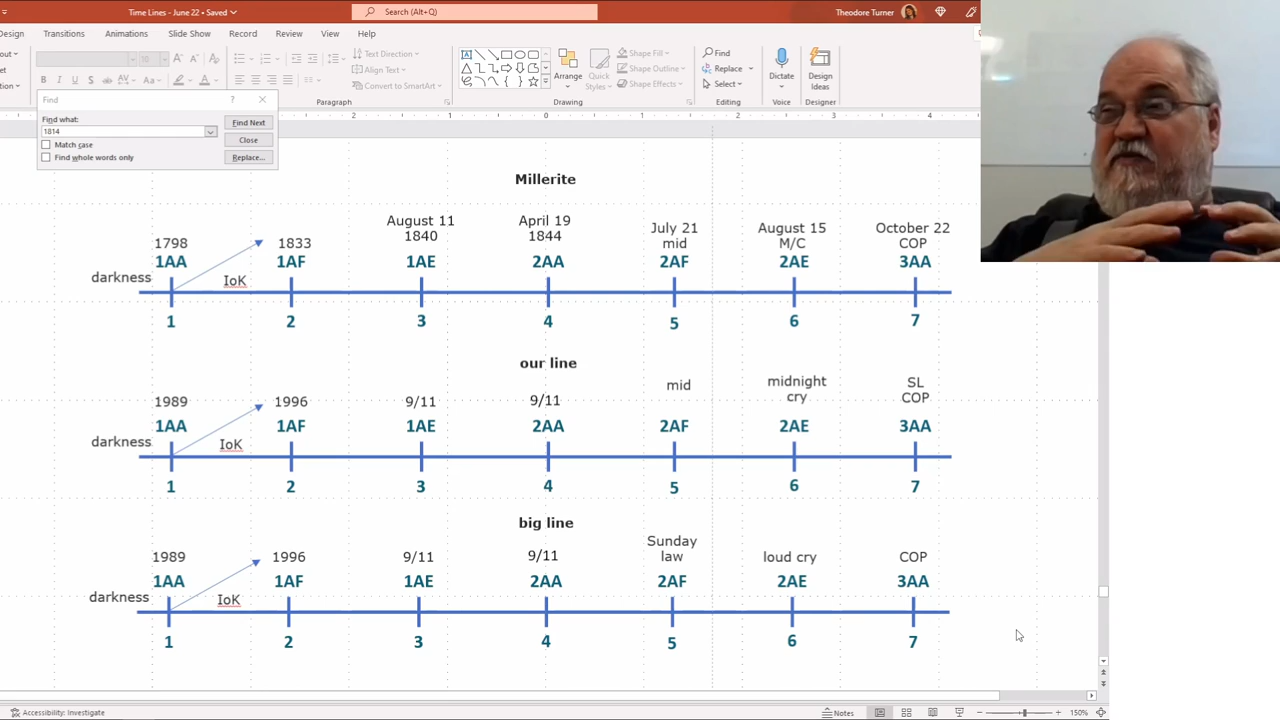 Time Lines - June 22 • Saved
Search (Alt+Q)
Theodore Turner
Design Transitions Animations Slide Show Record Review View Help
Text Direction
Align Text
Convert to SmartArt
Arrange
Quick Styles
Shape Fill
Shape Outline
Shape Effects
Find
Replace
Select
Dictate
Design Ideas
Paragraph Drawing Editing Voice Designer
Find ?
Find what:
1814
Find Next
Close
Match case
Find whole words only
Replace...
2 1 0 1 2 3 4
Millerite
August 11 April 19
1840 1844
July 21 August 15 October 22
1798 1833 mid M/C COP
1AA 1AF 1AE 2AA 2AF 2AE 3AA
darkness IoK
1 2 3 4 5 6 7
our line
mid midnight cry SL COP
1989 1996 9/11 9/11
1AA 1AF 1AE 2AA 2AF 2AE 3AA
darkness IoK
1 2 3 4 5 6 7
big line
Sunday law
1989 1996 9/11 9/11 loud cry COP
1AA 1AF 1AE 2AA 2AF 2AE 3AA
darkness IoK
1 2 3 4 5 6 7
Accessibility: Investigate
Notes
150%